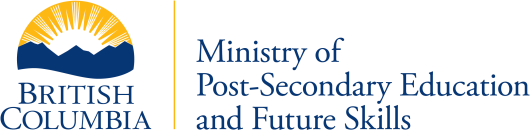 BRITISH
COLUMBIA
Ministry of
Post-Secondary Education
and Future Skills